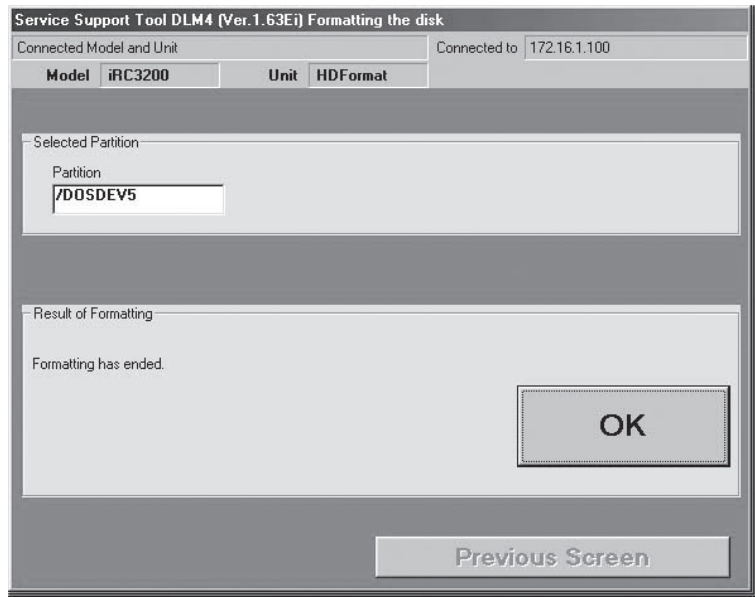 Service Support Tool DLM4 (Ver.1.63Ei) Formatting the disk
Connected Model and Unit
Connected to 172.16.1.100
Model iRC3200 Unit HDFormat
Selected Partition
Partition
/DOSDEV5
Result of Formatting
Formatting has ended.
OK
Previous Screen